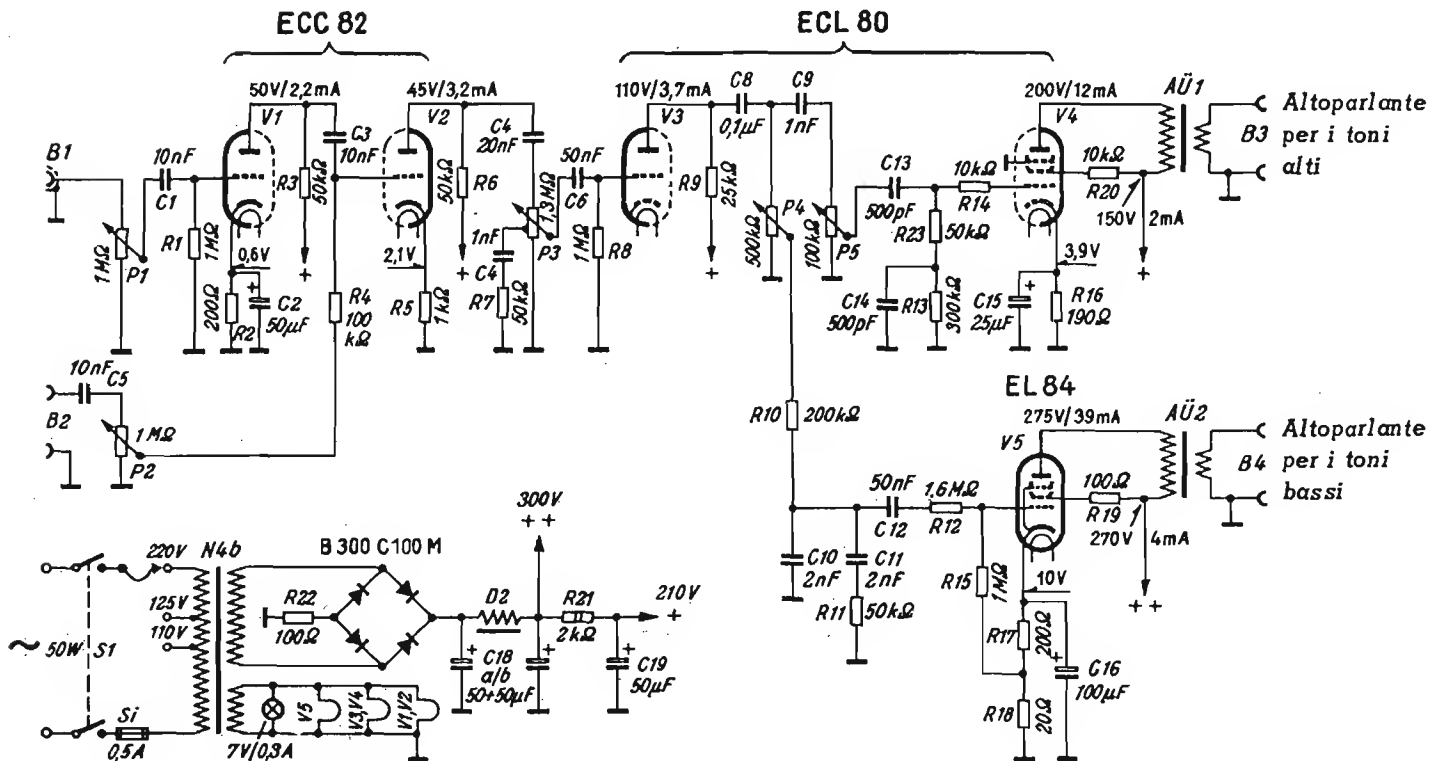 ECC 82
ECL 80
50V/2,2mA
45V/3,2mA
110V/3,7mA
200V/12mA
V1
V2
V3
V4
AÜ1
B1
10nF
C1
1MΩ
P1
R1
1MΩ
0,6V
200Ω
R2
C2
50μF
R3
50kΩ
C3
10nF
R4
100
kΩ
2,1V
R5
1kΩ
50kΩ
R6
C4
20nF
1nF
C4
R7
50kΩ
1,3MΩ
P3
50nF
C6
1MΩ
R8
R9
25kΩ
+
+
+
C8
0,1μF
C9
1nF
P4
500kΩ
100kΩ
P5
C13
500pF
10kΩ
R14
R23
50kΩ
C14
500pF
R13
300kΩ
10kΩ
R20
150V
2mA
+
3,9V
C15
+
25μF
R16
190Ω
B3
Altoparlante
per i toni
alti
10nF
C5
B2
1MΩ
P2
R10
200kΩ
EL 84
275V/39mA
V5
AÜ2
50nF
C12
1,6MΩ
R12
C10
2nF
C11
2nF
R11
50kΩ
R15
1MΩ
100Ω
R19
270V
4mA
++
10V
R17
200Ω
+
C16
100μF
R18
20Ω
B4
Altoparlante
per i toni
bassi
~ 50W
S1
220V
125V
110V
N4b
Si
0,5A
B 300 C 100 M
R22
100Ω
D2
300V
++
R21
2kΩ
210V
+
C18
a/b
50+50μF
+
+
+
C19
50μF
7V/0,3A
V5
V3,V4
V1,V2